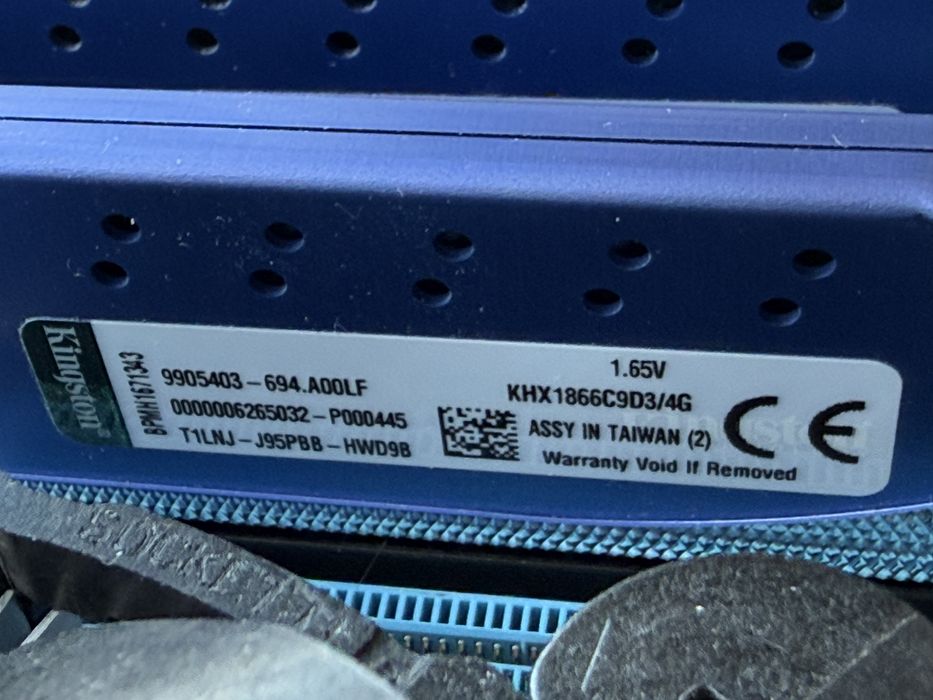 Kingston
BPMH1671343
9905403-694.A00LF
0000006265032-P000445
T1LNJ-J95PBB-HWD9B
1.65V
KHX1866C9D3/4G
ASSY IN TAIWAN (2)
Warranty Void If Removed
CE